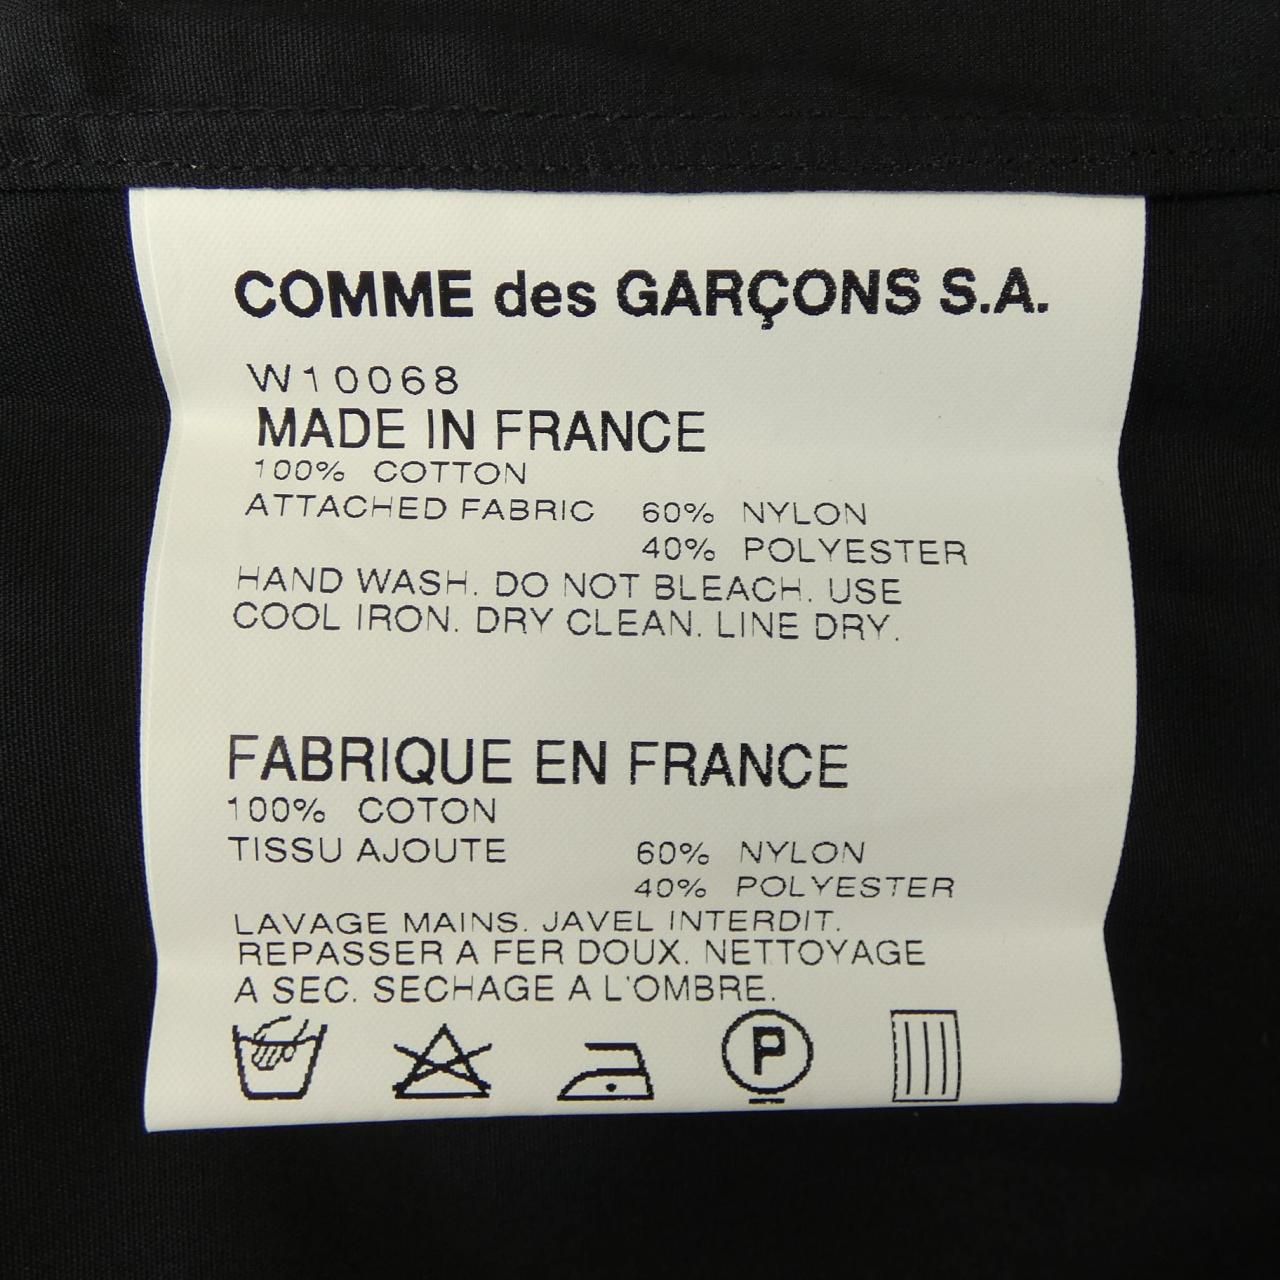 COMME des GARÇONS S.A.
W10068
MADE IN FRANCE
100% COTTON
ATTACHED FABRIC 60% NYLON
40% POLYESTER
HAND WASH. DO NOT BLEACH. USE
COOL IRON. DRY CLEAN. LINE DRY.
FABRIQUE EN FRANCE
100% COTON
TISSU AJOUTE 60% NYLON
40% POLYESTER
LAVAGE MAINS. JAVEL INTERDIT.
REPASSER A FER DOUX. NETTOYAGE
A SEC. SECHAGE A L'OMBRE.
P